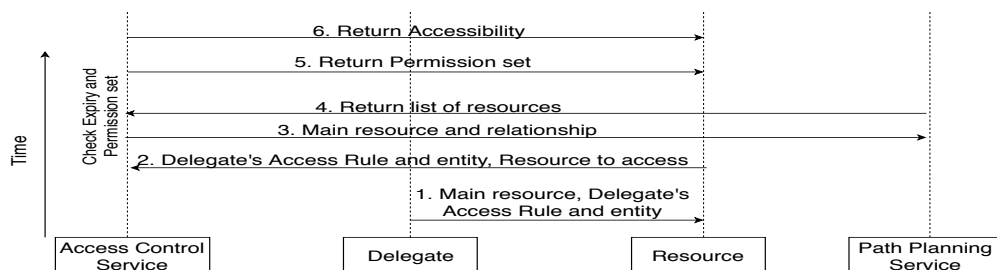 6. Return Accessibility
5. Return Permission set
4. Return list of resources
3. Main resource and relationship
2. Delegate's Access Rule and entity, Resource to access
1. Main resource, Delegate's
Access Rule and entity
Time
Check Expiry and
Permission set
Access Control
Service
Delegate
Resource
Path Planning
Service